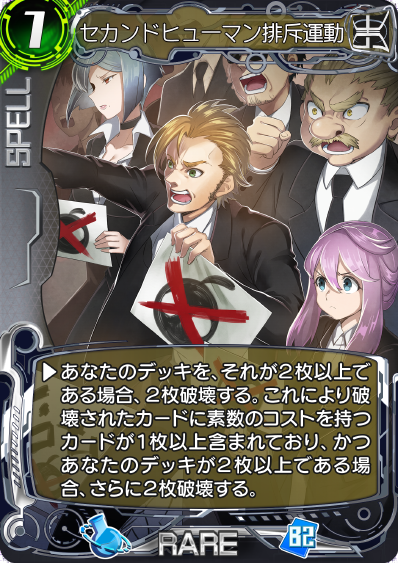 1
セカンドヒューマン排斥運動
SPELL
▶あなたのデッキを、それが2枚以上で
ある場合、2枚破壊する。これにより破
壊されたカードに素数のコストを持つ
カードが1枚以上含まれており、かつ
あなたのデッキが2枚以上である場
合、さらに2枚破壊する。
RARE
B2